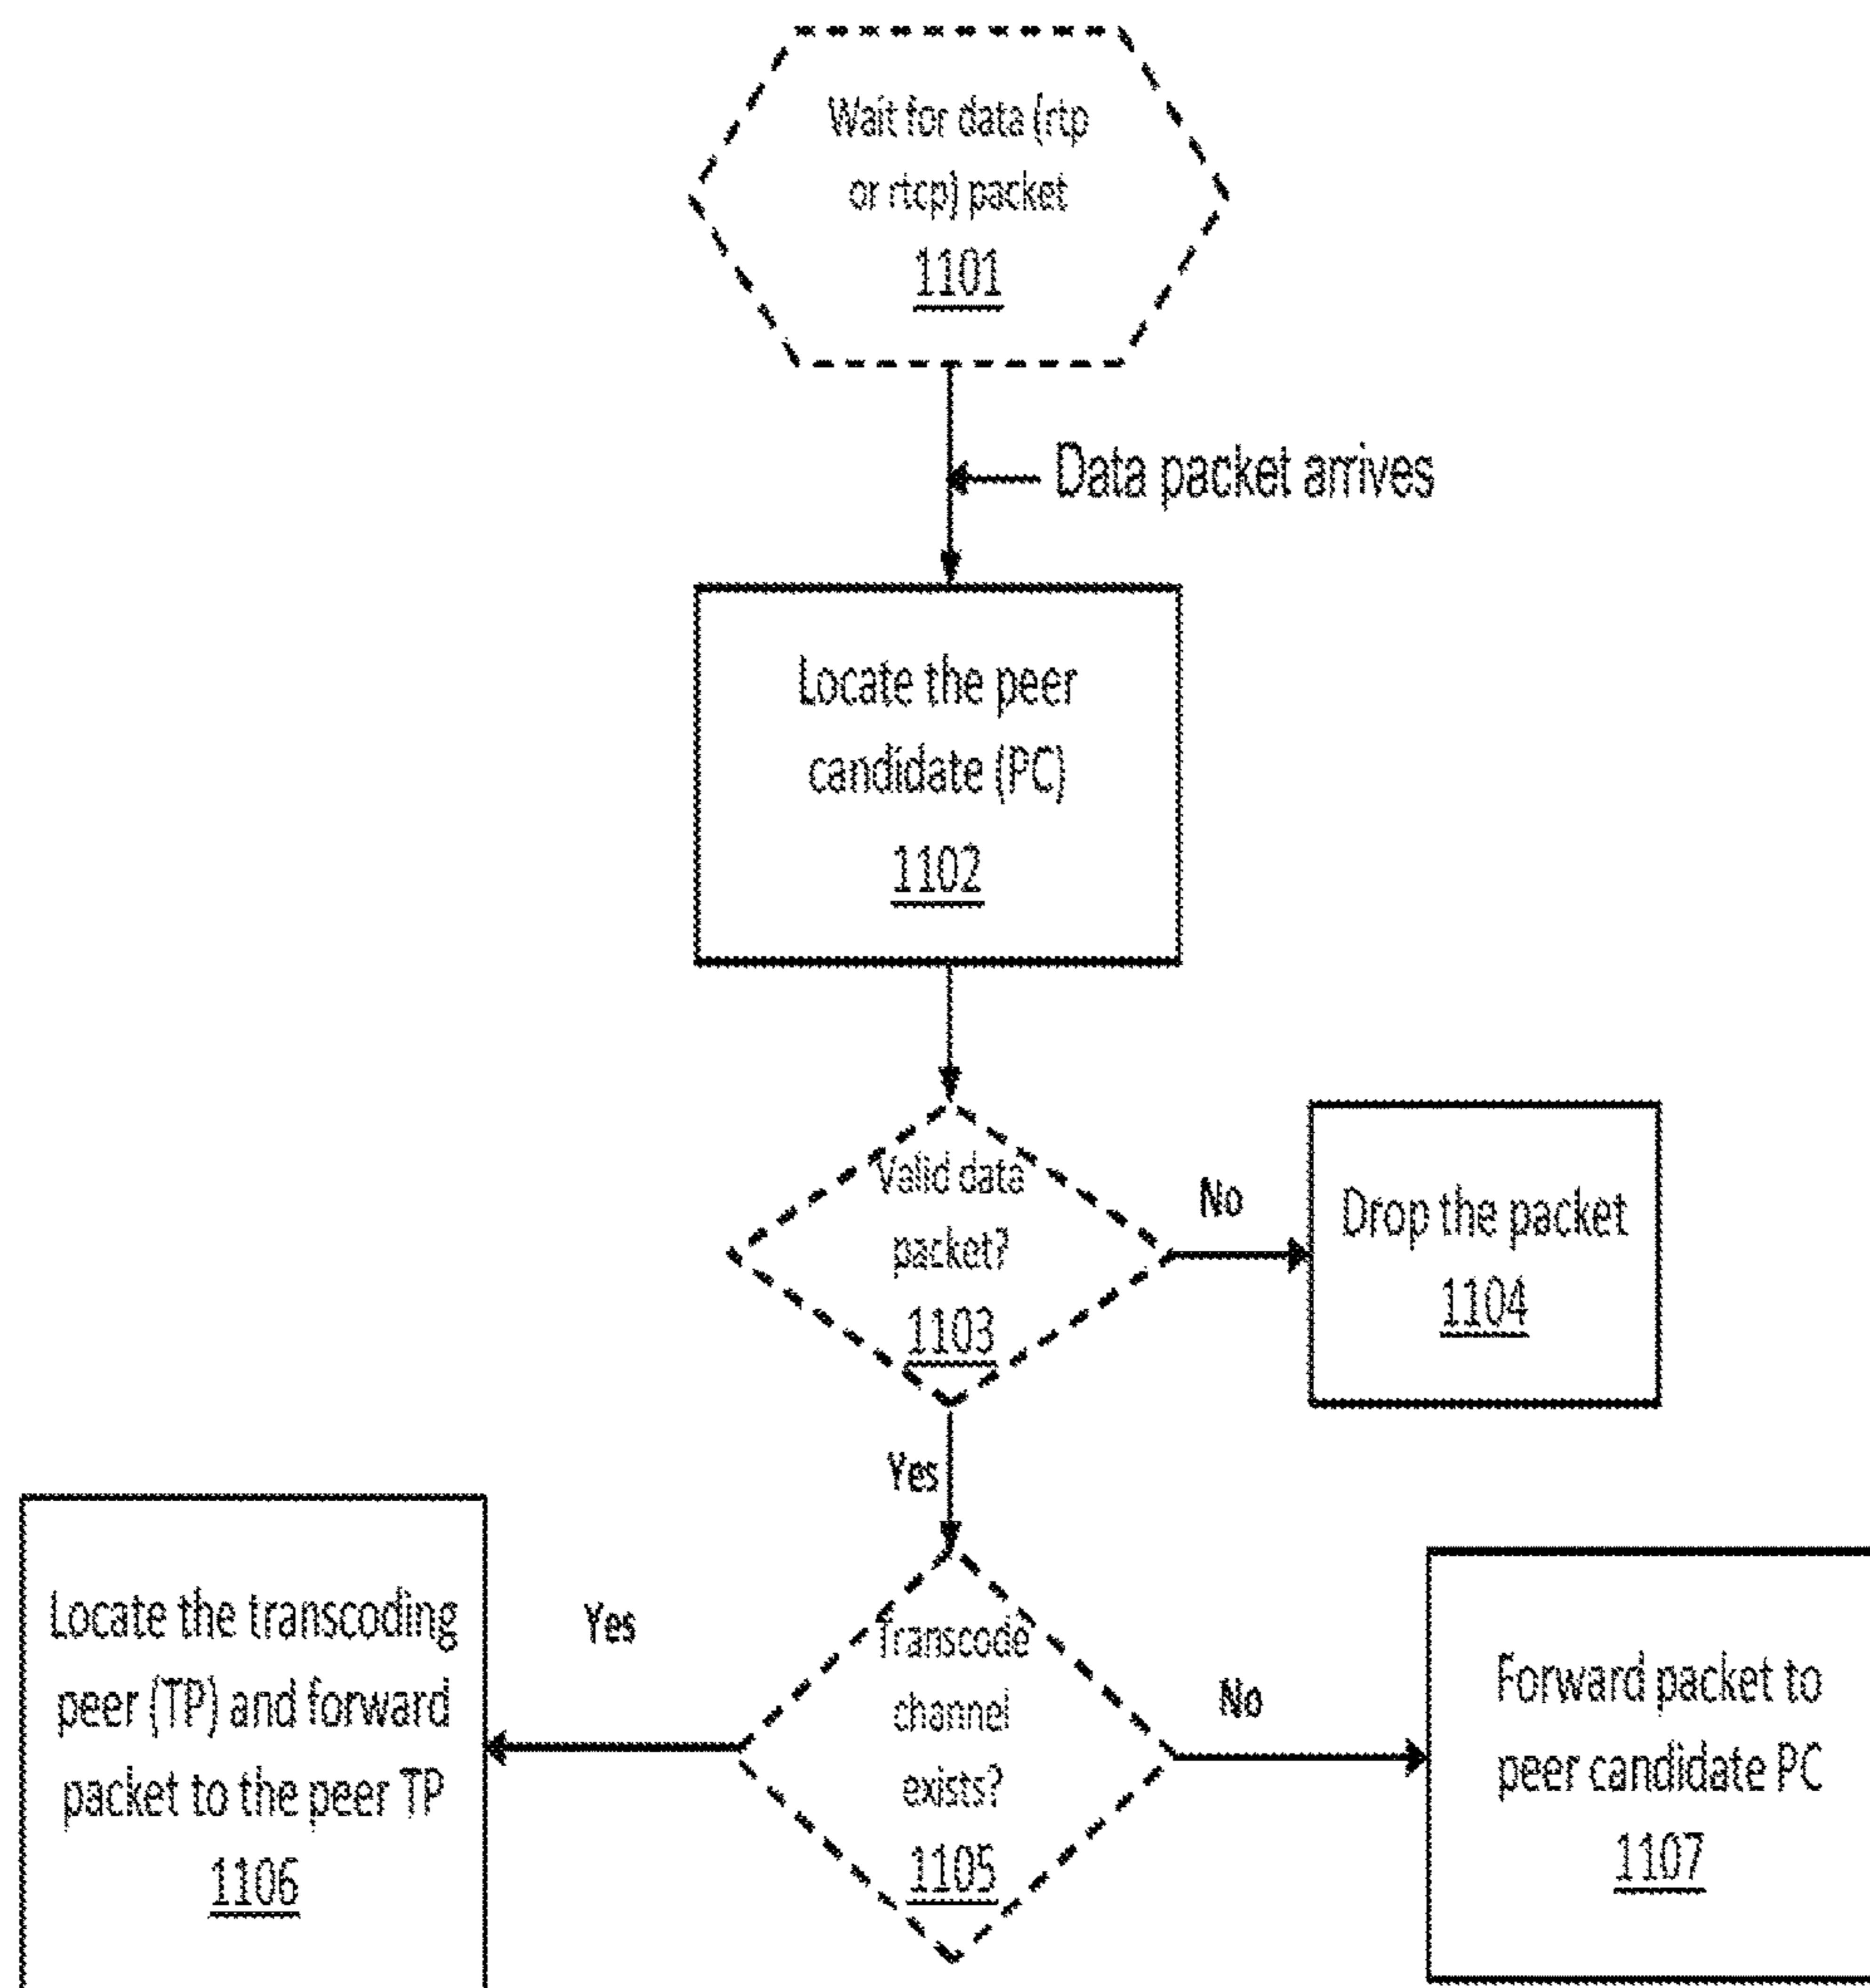 Wait for data (rtp
or rtcp) packet
1101
Data packet arrives
Locate the peer
candidate (PC)
1102
Valid data
packet?
1103
No
Drop the packet
1104
Yes
Transcode
channel
exists?
1105
Yes
Locate the transcoding
peer (TP) and forward
packet to the peer TP
1106
No
Forward packet to
peer candidate PC
1107